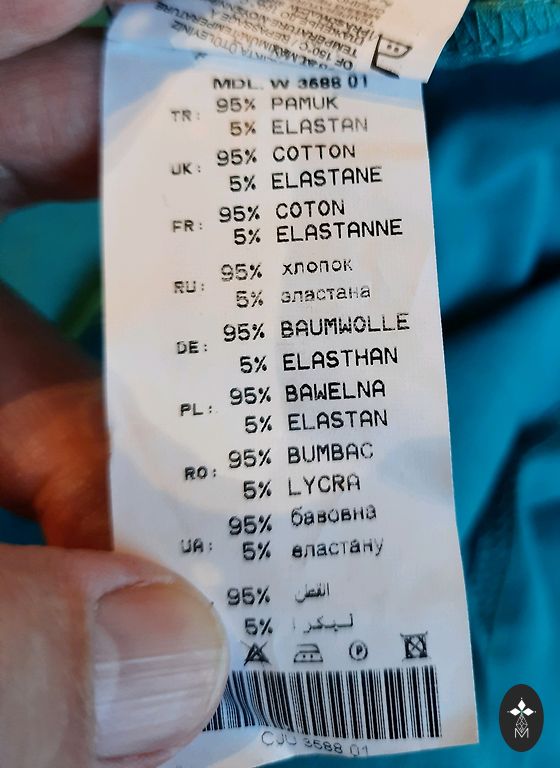 MDL. W 3688 01
TR: 95% PAMUK
5% ELASTAN
UK: 95% COTTON
5% ELASTANE
FR: 95% COTON
5% ELASTANNE
RU: 95% хлопок
5% эластана
DE: 95% BAUMWOLLE
5% ELASTHAN
PL: 95% BAWELNA
5% ELASTAN
RO: 95% BUMBAC
5% LYCRA
UA: 95% бавовна
5% еластану
95% القطن
5% ليكرا
P
CJU 3688 01
M